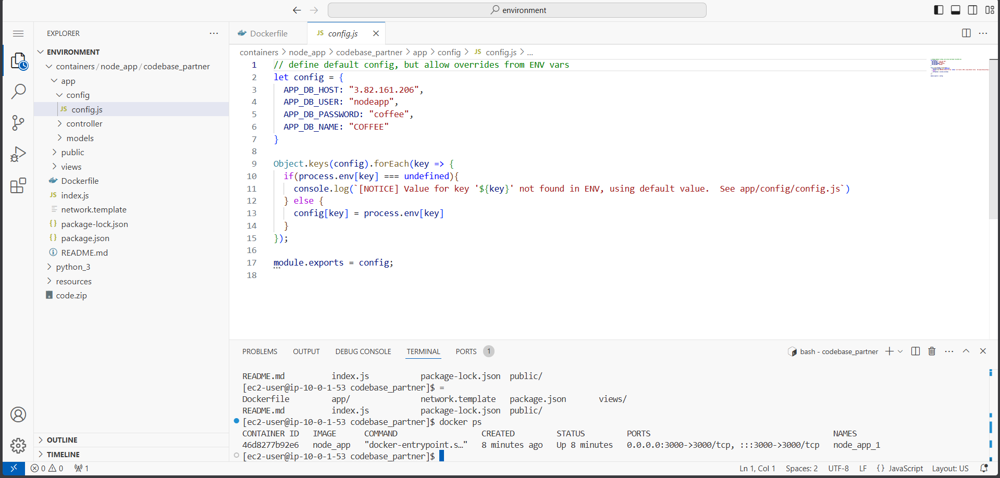 environment
EXPLORER
ENVIRONMENT
containers / node_app / codebase_partner
app
config
JS config.js
controller
models
public
views
Dockerfile
JS index.js
network.template
{} package-lock.json
{} package.json
README.md
python_3
resources
code.zip
OUTLINE
TIMELINE
Dockerfile
JS config.js
containers > node_app > codebase_partner > app > config > JS config.js > ...
1 // define default config, but allow overrides from ENV vars
2 let config = {
3 APP_DB_HOST: "3.82.161.206",
4 APP_DB_USER: "nodeapp",
5 APP_DB_PASSWORD: "coffee",
6 APP_DB_NAME: "COFFEE"
7 }
8
9 Object.keys(config).forEach(key => {
10 if(process.env[key] === undefined){
11 console.log(`[NOTICE] Value for key '${key}' not found in ENV, using default value.  See app/config/config.js`)
12 } else {
13 config[key] = process.env[key]
14 }
15 });
16
17 module.exports = config;
18
PROBLEMS OUTPUT DEBUG CONSOLE TERMINAL PORTS 1
bash - codebase_partner
README.md index.js package-lock.json public/
[ec2-user@ip-10-0-1-53 codebase_partner]$ =
Dockerfile app/ network.template package.json views/
README.md index.js package-lock.json public/
[ec2-user@ip-10-0-1-53 codebase_partner]$ docker ps
CONTAINER ID IMAGE COMMAND CREATED STATUS PORTS NAMES
46d8277b92e6 node_app "docker-entrypoint.s…" 8 minutes ago Up 8 minutes 0.0.0.0:3000->3000/tcp, :::3000->3000/tcp node_app_1
[ec2-user@ip-10-0-1-53 codebase_partner]$
0 0 1
Ln 1, Col 1 Spaces: 2 UTF-8 LF {} JavaScript Layout: US